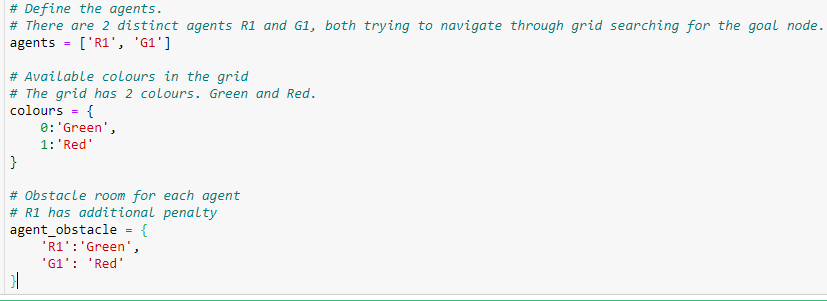 # Define the agents.
# There are 2 distinct agents R1 and G1, both trying to navigate through grid searching for the goal node.
agents = ['R1', 'G1']
# Available colours in the grid
# The grid has 2 colours. Green and Red.
colours = {
    0:'Green',
    1:'Red'
}
# Obstacle room for each agent
# R1 has additional penalty
agent_obstacle = {
    'R1':'Green',
    'G1': 'Red'
}